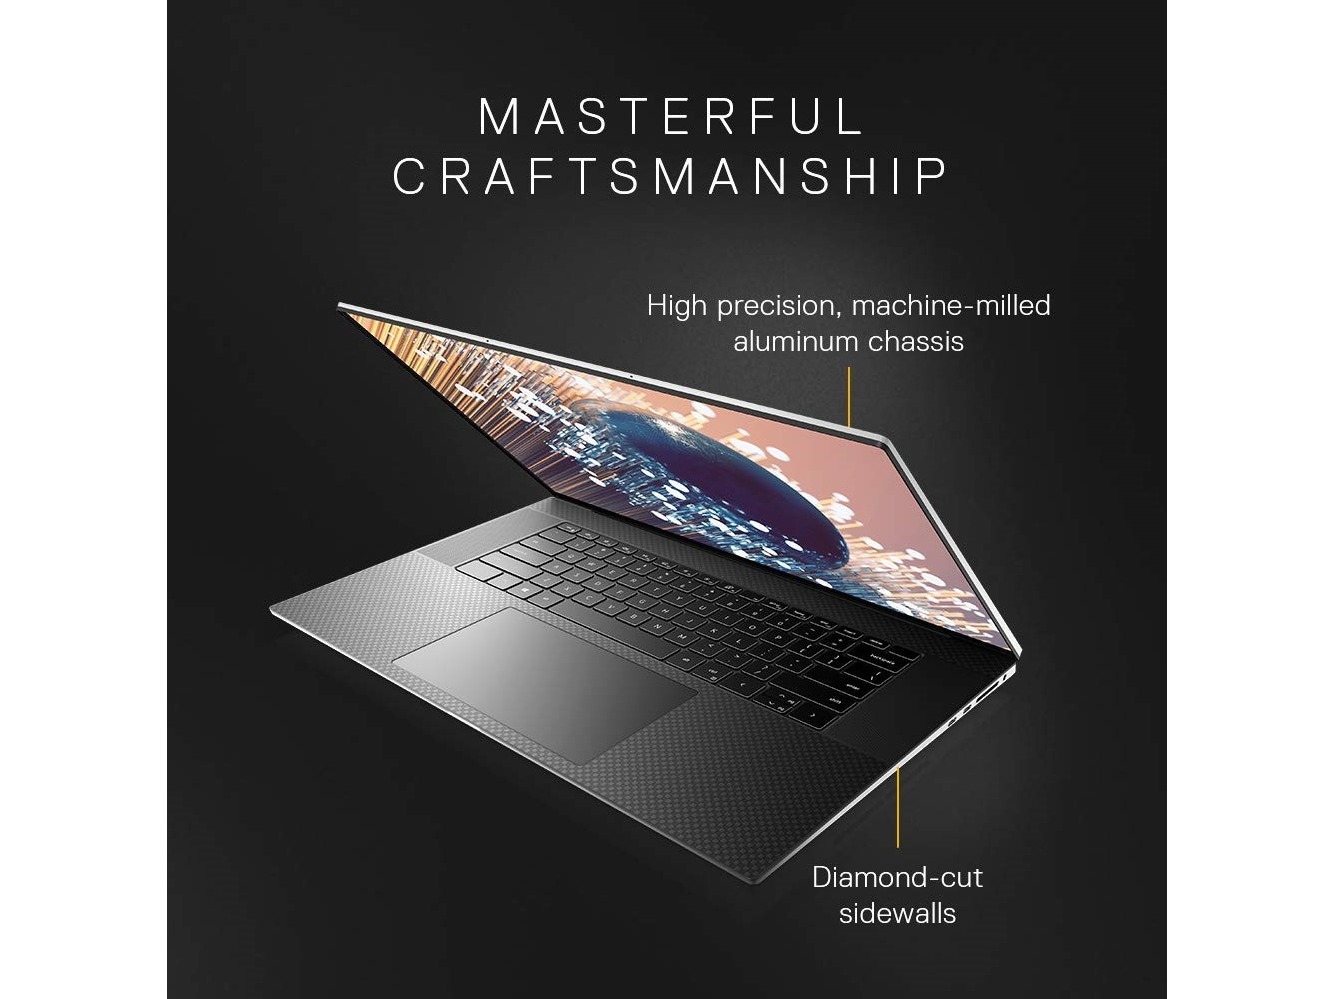 MASTERFUL
CRAFTSMANSHIP
High precision, machine-milled
aluminum chassis
Diamond-cut
sidewalls